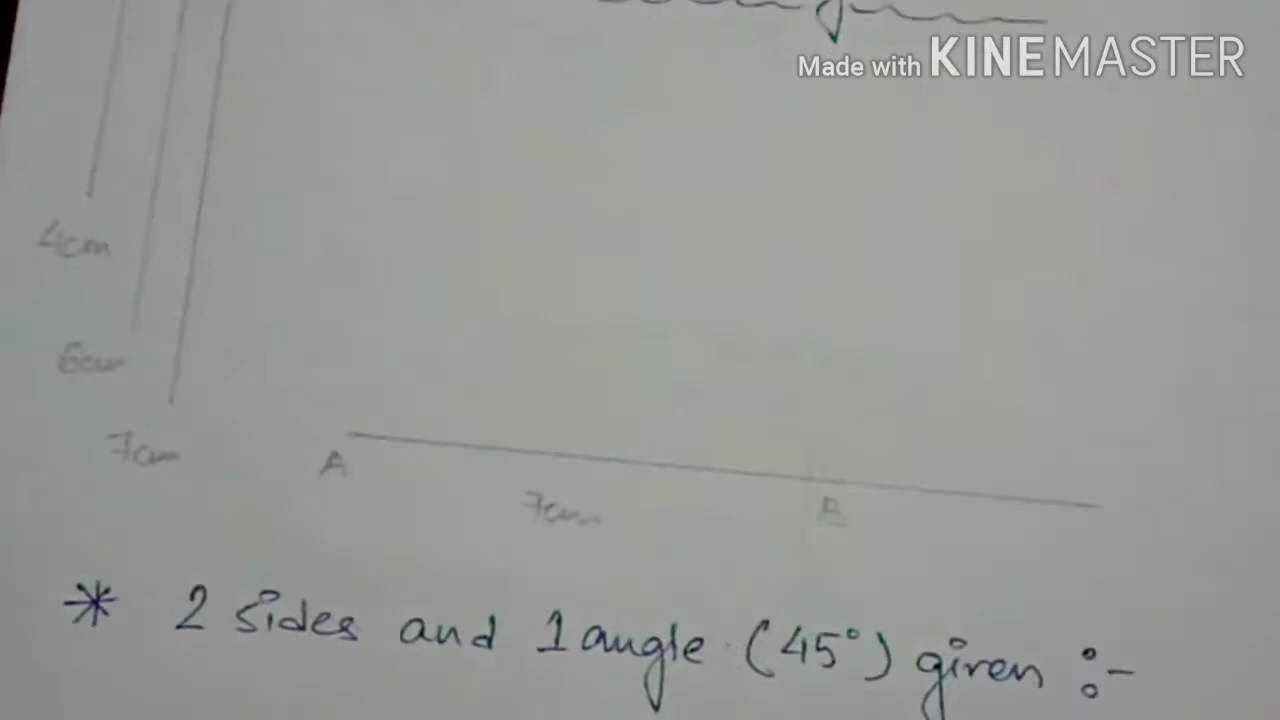 Made with KINEMASTER
4cm
6cm
7cm
A
7cm
B
* 2 sides and 1 angle (45°) given :-